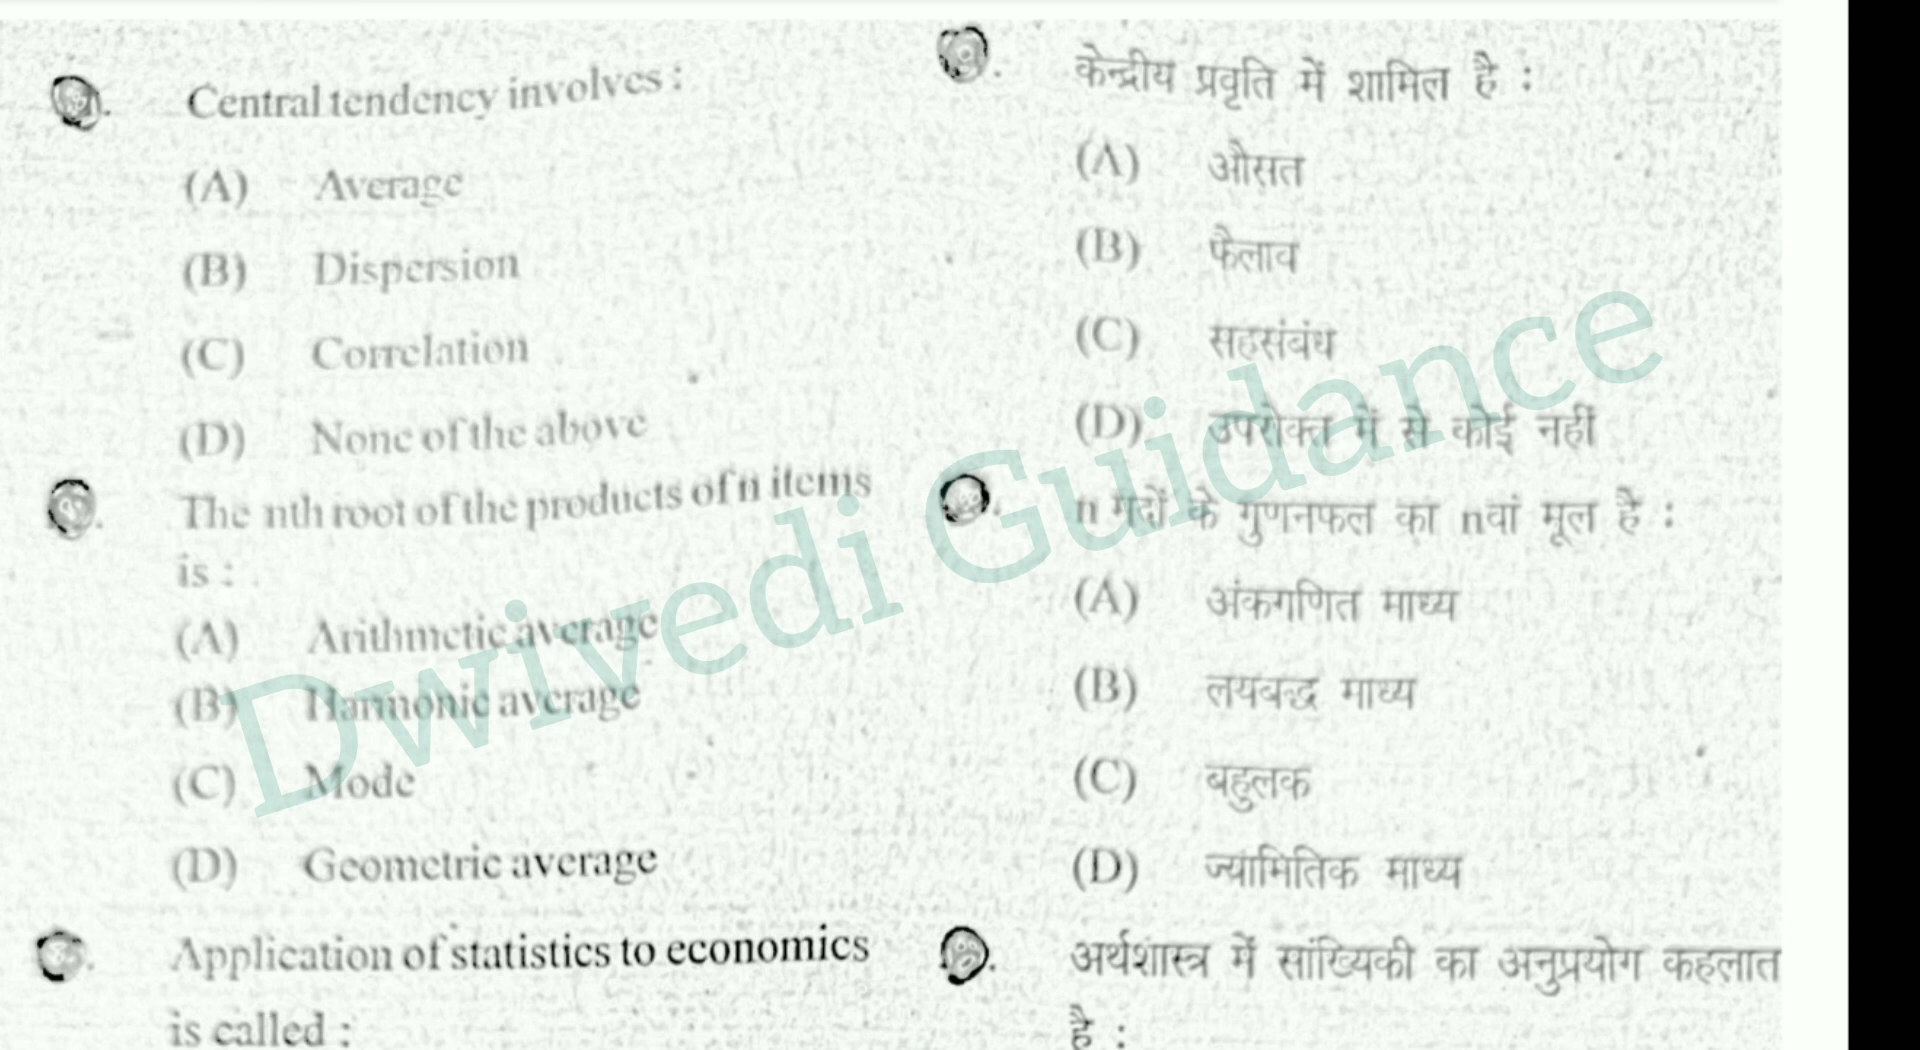 Central tendency involves :
(A) Average
(B) Dispersion
(C) Correlation
(D) None of the above
The nth root of the products of n items
is :
(A) Arithmetic average
(B) Harmonic average
(C) Mode
(D) Geometric average
Application of statistics to economics
is called :
केन्द्रीय प्रवृति में शामिल है :
(A) औसत
(B) फैलाव
(C) सहसंबंध
(D) उपरोक्त में से कोई नहीं
n मदों के गुणनफल का nवां मूल है :
(A) अंकगणित माध्य
(B) लयबद्ध माध्य
(C) बहुलक
(D) ज्यामितिक माध्य
अर्थशास्त्र में सांख्यिकी का अनुप्रयोग कहलात
है :
Dwivedi Guidance